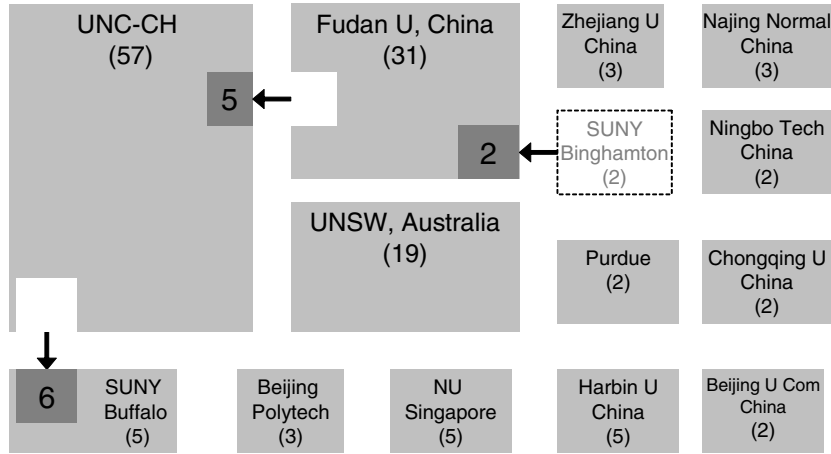 UNC-CH
(57)
5
Fudan U, China
(31)
2
Zhejiang U
China
(3)
Najing Normal
China
(3)
SUNY
Binghamton
(2)
Ningbo Tech
China
(2)
UNSW, Australia
(19)
Purdue
(2)
Chongqing U
China
(2)
6
SUNY
Buffalo
(5)
Beijing
Polytech
(3)
NU
Singapore
(5)
Harbin U
China
(5)
Beijing U Com
China
(2)